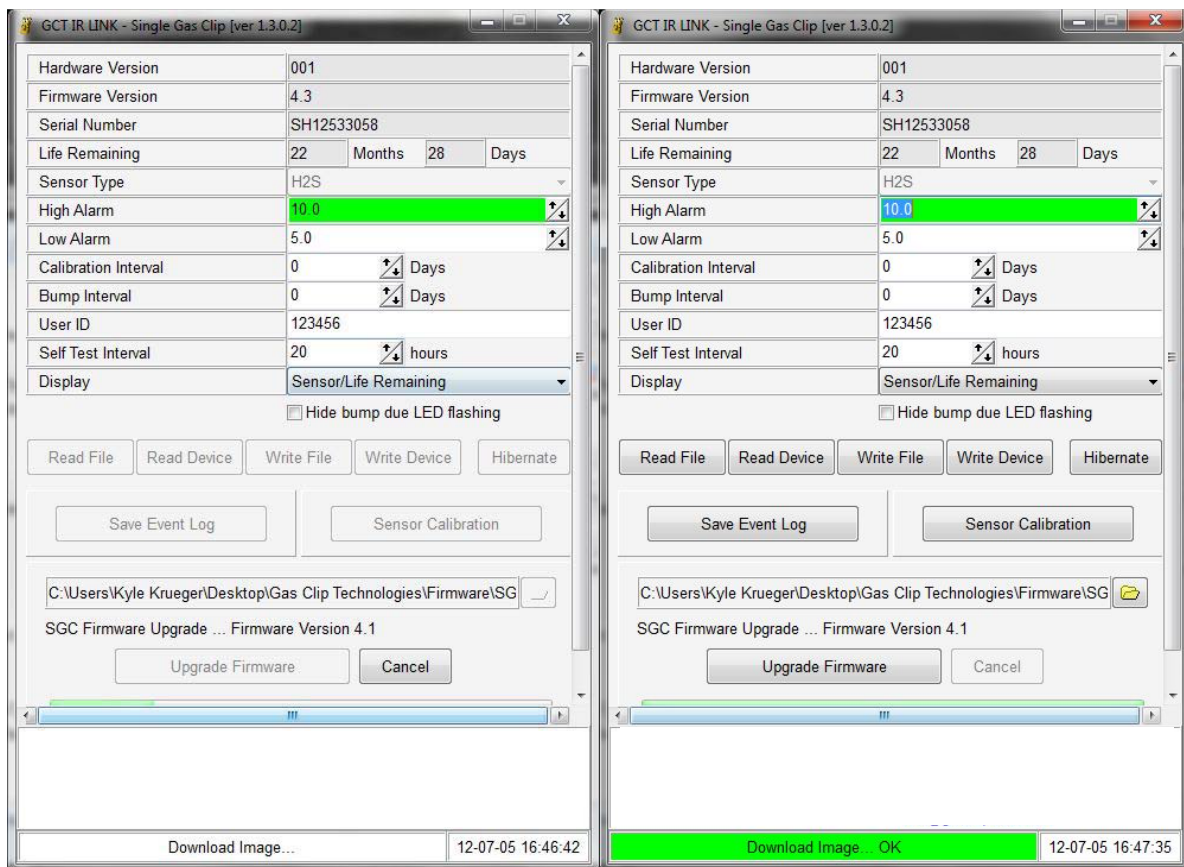 GCT IR LINK - Single Gas Clip [ver 1.3.0.2]
Hardware Version 001
Firmware Version 4.3
Serial Number SH12533058
Life Remaining 22 Months 28 Days
Sensor Type H2S
High Alarm 10.0
Low Alarm 5.0
Calibration Interval 0 Days
Bump Interval 0 Days
User ID 123456
Self Test Interval 20 hours
Display Sensor/Life Remaining
Hide bump due LED flashing
Read File Read Device Write File Write Device Hibernate
Save Event Log Sensor Calibration
C:\Users\Kyle Krueger\Desktop\Gas Clip Technologies\Firmware\SG
SGC Firmware Upgrade ... Firmware Version 4.1
Upgrade Firmware Cancel
Download Image... 12-07-05 16:46:42
GCT IR LINK - Single Gas Clip [ver 1.3.0.2]
Hardware Version 001
Firmware Version 4.3
Serial Number SH12533058
Life Remaining 22 Months 28 Days
Sensor Type H2S
High Alarm 10.0
Low Alarm 5.0
Calibration Interval 0 Days
Bump Interval 0 Days
User ID 123456
Self Test Interval 20 hours
Display Sensor/Life Remaining
Hide bump due LED flashing
Read File Read Device Write File Write Device Hibernate
Save Event Log Sensor Calibration
C:\Users\Kyle Krueger\Desktop\Gas Clip Technologies\Firmware\SG
SGC Firmware Upgrade ... Firmware Version 4.1
Upgrade Firmware Cancel
Download Image... OK 12-07-05 16:47:35